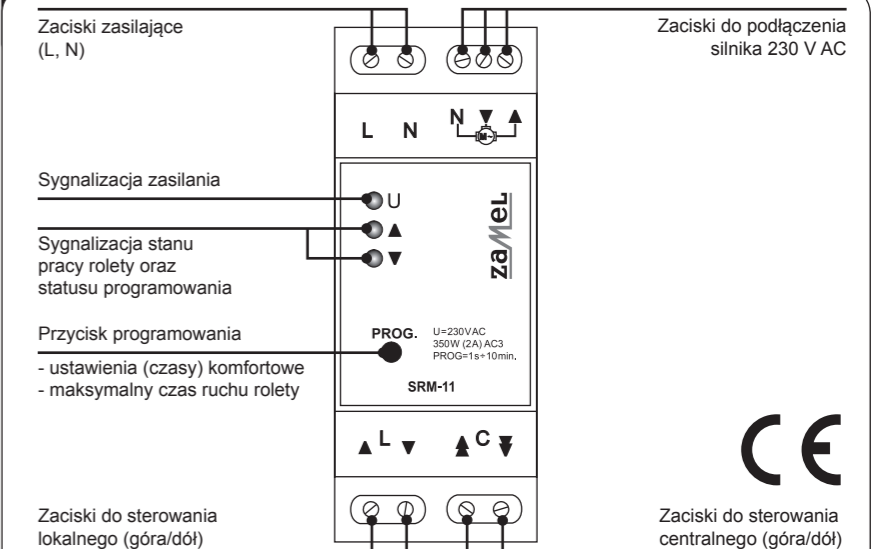 Zaciski zasilające
(L, N)
Zaciski do podłączenia
silnika 230 V AC
L N
N ▼ ▲
M~
Sygnalizacja zasilania
U
▲
▼
Sygnalizacja stanu
pracy rolety oraz
statusu programowania
zaMeL
Przycisk programowania
- ustawienia (czasy) komfortowe
- maksymalny czas ruchu rolety
PROG.
U=230VAC
350W (2A) AC3
PROG=1s÷10min.
SRM-11
▲ L ▼
C
CE
Zaciski do sterowania
lokalnego (góra/dół)
Zaciski do sterowania
centralnego (góra/dół)